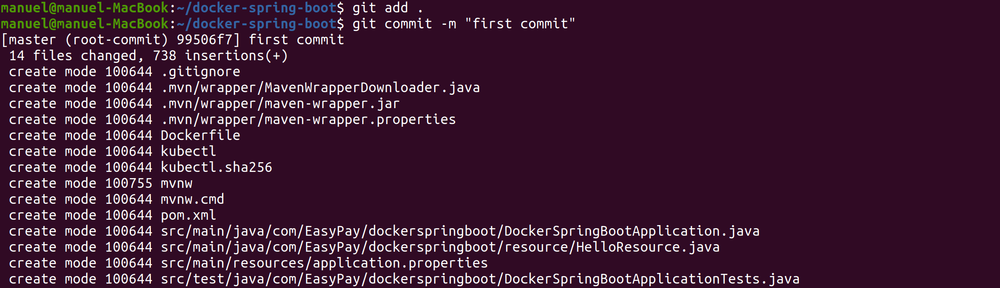 manuel@manuel-MacBook:~/docker-spring-boot$ git add .
manuel@manuel-MacBook:~/docker-spring-boot$ git commit -m "first commit"
[master (root-commit) 99506f7] first commit
 14 files changed, 738 insertions(+)
 create mode 100644 .gitignore
 create mode 100644 .mvn/wrapper/MavenWrapperDownloader.java
 create mode 100644 .mvn/wrapper/maven-wrapper.jar
 create mode 100644 .mvn/wrapper/maven-wrapper.properties
 create mode 100644 Dockerfile
 create mode 100644 kubectl
 create mode 100644 kubectl.sha256
 create mode 100755 mvnw
 create mode 100644 mvnw.cmd
 create mode 100644 pom.xml
 create mode 100644 src/main/java/com/EasyPay/dockerspringboot/DockerSpringBootApplication.java
 create mode 100644 src/main/java/com/EasyPay/dockerspringboot/resource/HelloResource.java
 create mode 100644 src/main/resources/application.properties
 create mode 100644 src/test/java/com/EasyPay/dockerspringboot/DockerSpringBootApplicationTests.java